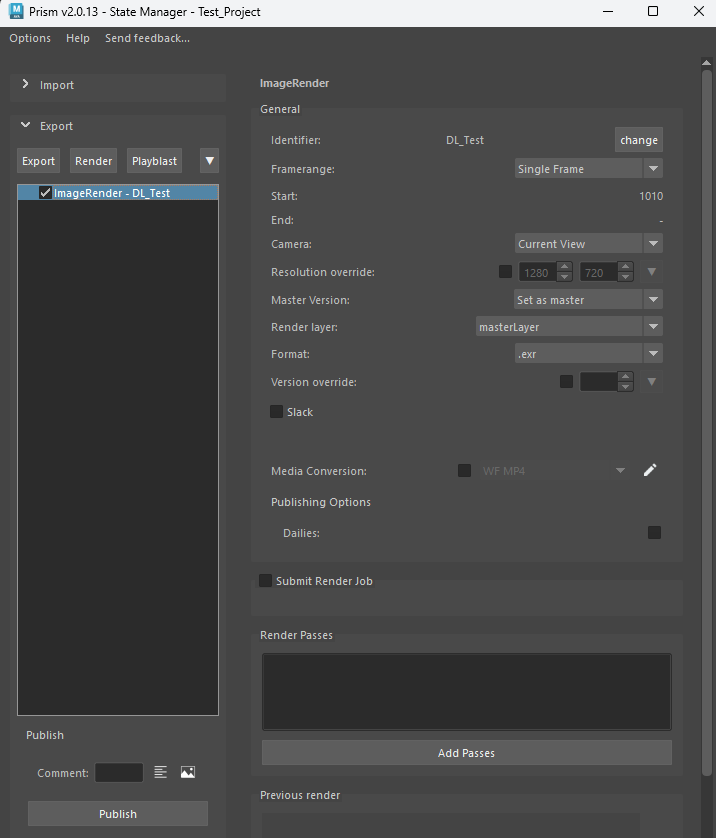 Prism v2.0.13 - State Manager - Test_Project
Options Help Send feedback...
Import
Export
Export Render Playblast
ImageRender - DL_Test
Publish
Comment:
Publish
ImageRender
General
Identifier: DL_Test change
Framerange: Single Frame
Start: 1010
End: -
Camera: Current View
Resolution override: 1280 720
Master Version: Set as master
Render layer: masterLayer
Format: .exr
Version override:
Slack
Media Conversion: WF MP4
Publishing Options
Dailies:
Submit Render Job
Render Passes
Add Passes
Previous render